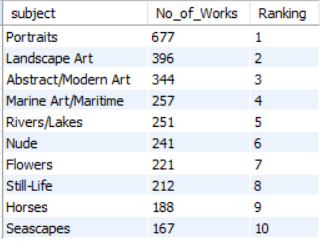 subject No_of_Works Ranking
Portraits 677 1
Landscape Art 396 2
Abstract/Modern Art 344 3
Marine Art/Maritime 257 4
Rivers/Lakes 251 5
Nude 241 6
Flowers 221 7
Still-Life 212 8
Horses 188 9
Seascapes 167 10